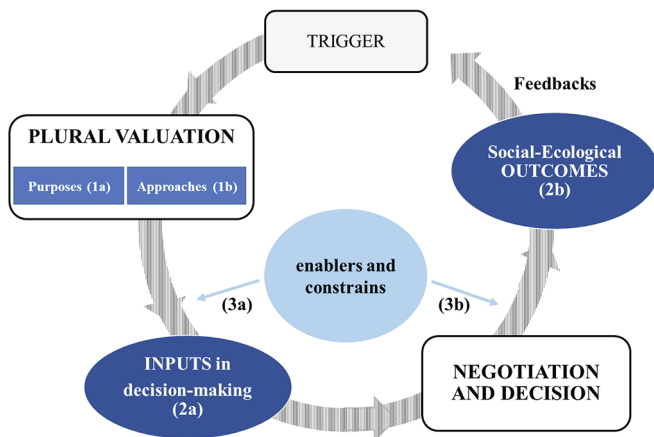 TRIGGER
Feedbacks
PLURAL VALUATION
Purposes (1a)
Approaches (1b)
Social-Ecological
OUTCOMES
(2b)
enablers and
constrains
(3a)
(3b)
INPUTS in
decision-making
(2a)
NEGOTIATION
AND DECISION